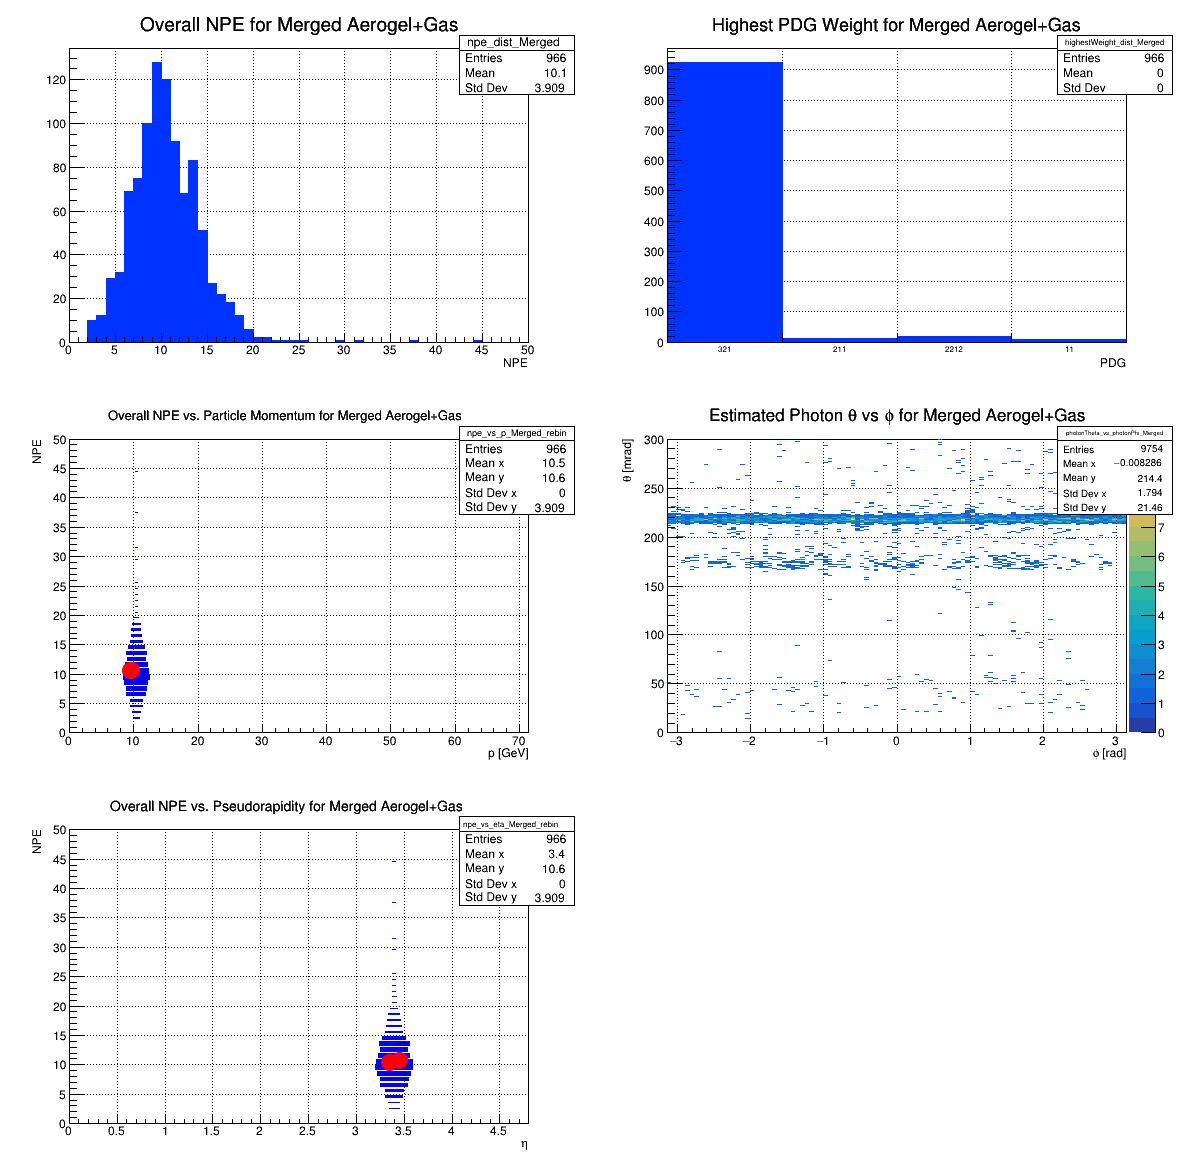 Overall NPE for Merged Aerogel+Gas
npe_dist_Merged
Entries 966
Mean 10.1
Std Dev 3.909
120
100
80
60
40
20
0
0 5 10 15 20 25 30 35 40 45 50
NPE
Highest PDG Weight for Merged Aerogel+Gas
highestWeight_dist_Merged
Entries 966
Mean 0
Std Dev 0
900
800
700
600
500
400
300
200
100
0
321 211 2212 11
PDG
Overall NPE vs. Particle Momentum for Merged Aerogel+Gas
npe_vs_p_Merged_rebin
Entries 966
Mean x 10.5
Mean y 10.6
Std Dev x 0
Std Dev y 3.909
NPE
50
45
40
35
30
25
20
15
10
5
0
0 10 20 30 40 50 60 70
p [GeV]
Estimated Photon θ vs ϕ for Merged Aerogel+Gas
photonTheta_vs_photonPhi_Merged
Entries 9754
Mean x −0.008286
Mean y 214.4
Std Dev x 1.794
Std Dev y 21.46
θ [mrad]
300
250
200
150
100
50
0
−3 −2 −1 0 1 2 3
ϕ [rad]
7
6
5
4
3
2
1
0
Overall NPE vs. Pseudorapidity for Merged Aerogel+Gas
npe_vs_eta_Merged_rebin
Entries 966
Mean x 3.4
Mean y 10.6
Std Dev x 0
Std Dev y 3.909
NPE
50
45
40
35
30
25
20
15
10
5
0
0 0.5 1 1.5 2 2.5 3 3.5 4 4.5
η